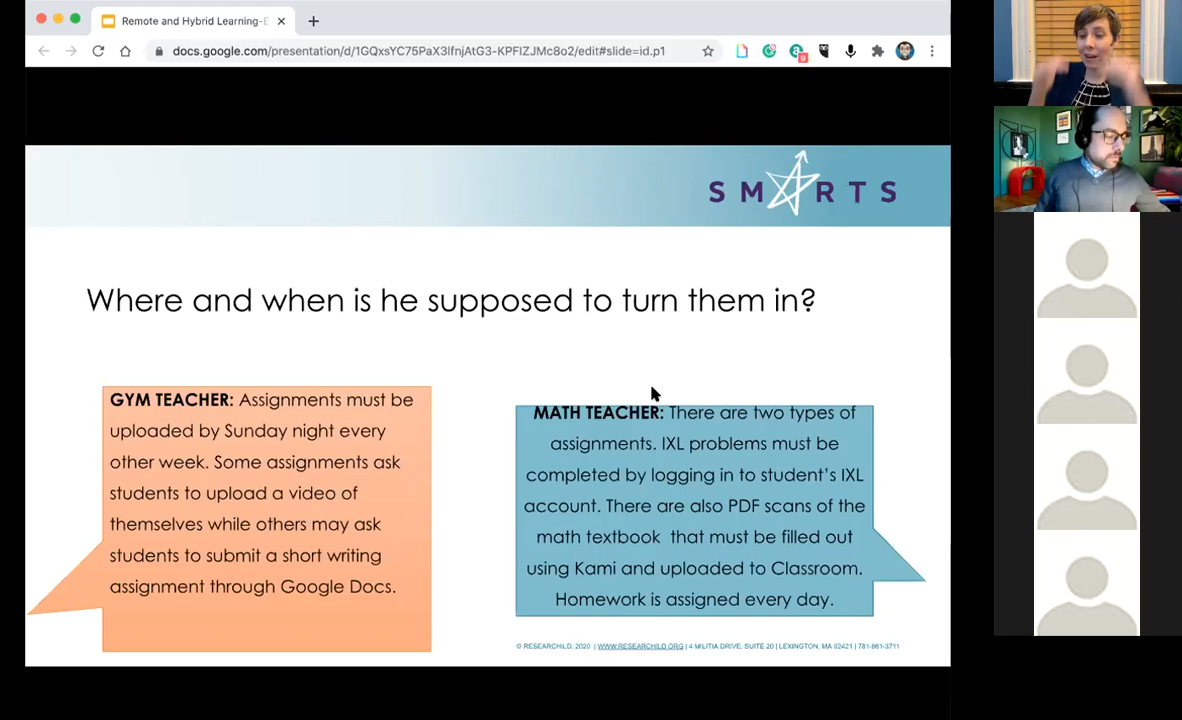 Remote and Hybrid Learning-E
docs.google.com/presentation/d/1GQxsYC75PaX3IfnjAtG3-KPFIZJMc8o2/edit#slide=id.p1
SMARTS
Where and when is he supposed to turn them in?
GYM TEACHER: Assignments must be
uploaded by Sunday night every
other week. Some assignments ask
students to upload a video of
themselves while others may ask
students to submit a short writing
assignment through Google Docs.
MATH TEACHER: There are two types of
assignments. IXL problems must be
completed by logging in to student's IXL
account. There are also PDF scans of the
math textbook that must be filled out
using Kami and uploaded to Classroom.
Homework is assigned every day.
© RESEARCHILD, 2020 | WWW.RESEARCHILD.ORG | 4 MILITIA DRIVE, SUITE 20 | LEXINGTON, MA 02421 | 781-861-3711